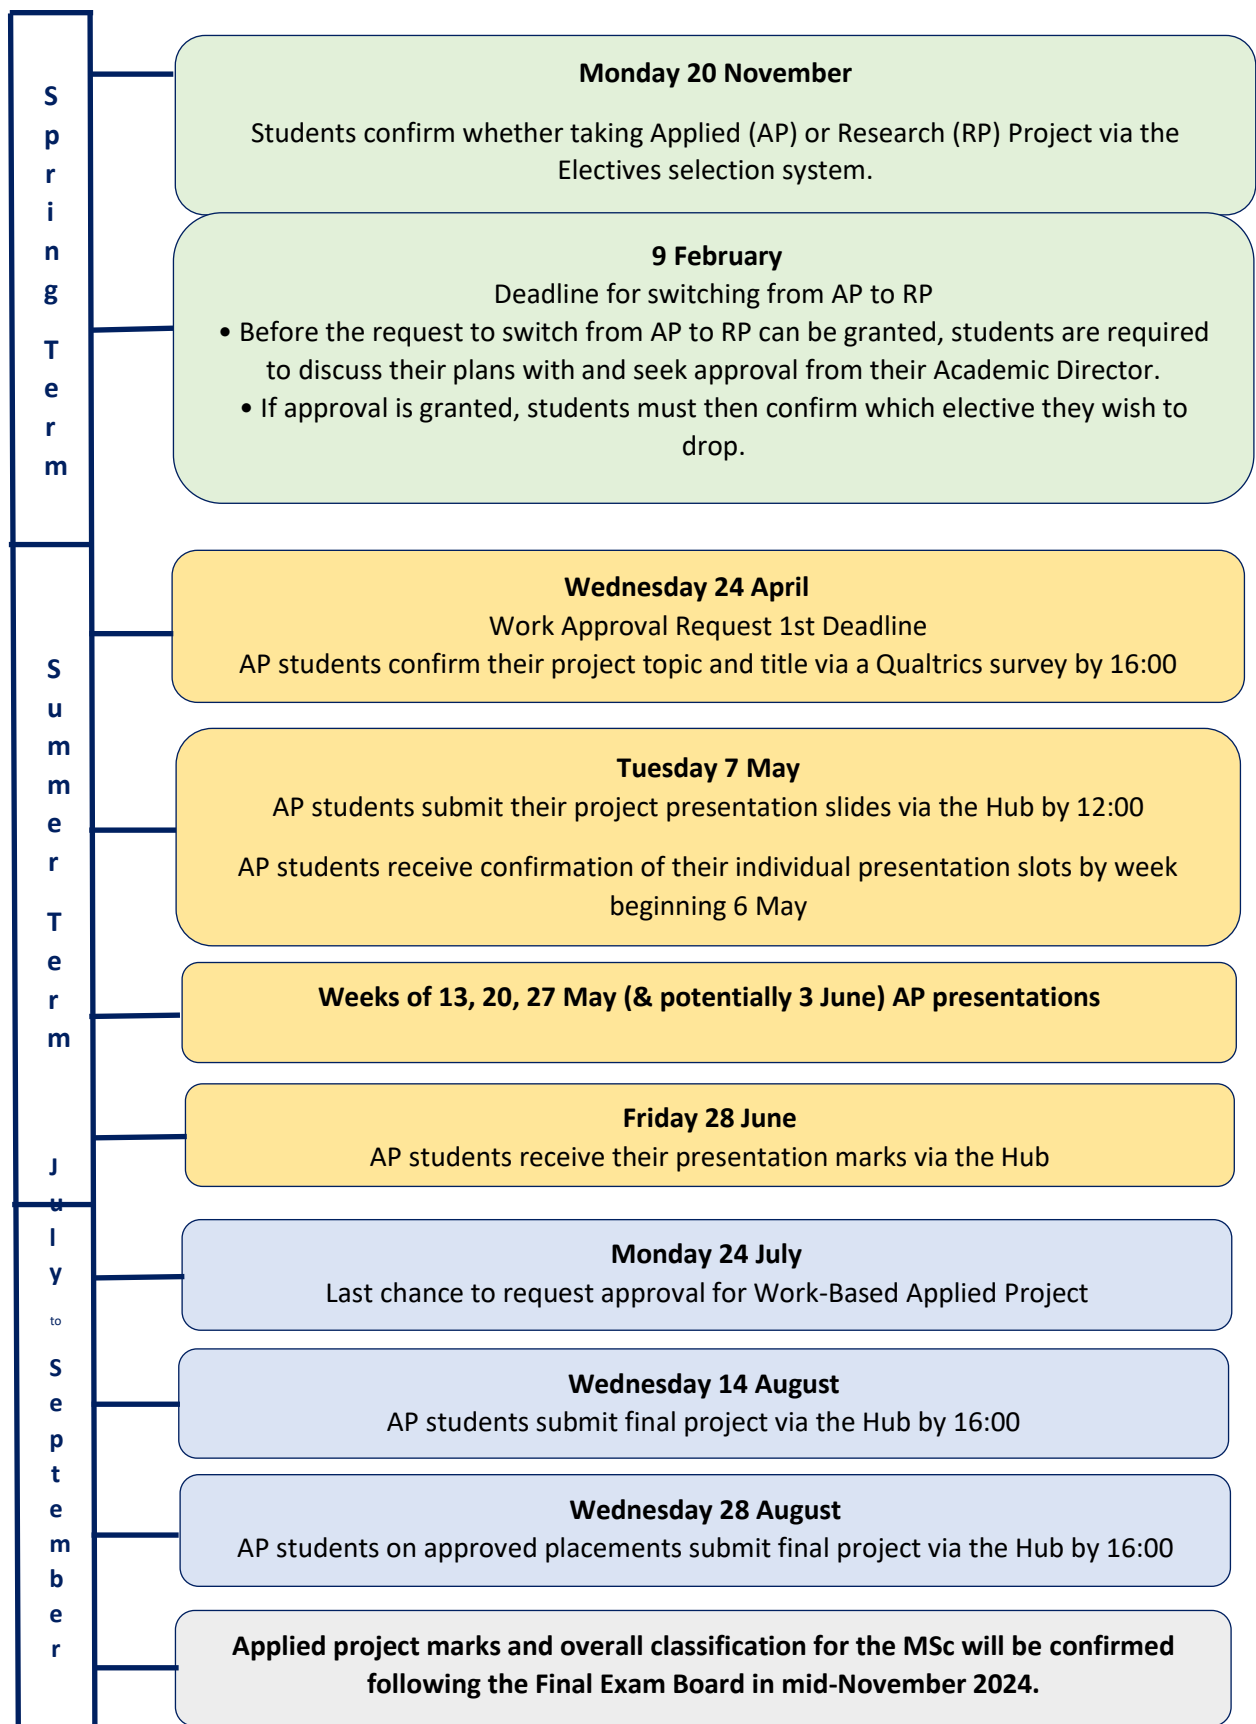 Spring Term
Monday 20 November
Students confirm whether taking Applied (AP) or Research (RP) Project via the
Electives selection system.
9 February
Deadline for switching from AP to RP
• Before the request to switch from AP to RP can be granted, students are required
to discuss their plans with and seek approval from their Academic Director.
• If approval is granted, students must then confirm which elective they wish to
drop.
Summer Term
Wednesday 24 April
Work Approval Request 1st Deadline
AP students confirm their project topic and title via a Qualtrics survey by 16:00
Tuesday 7 May
AP students submit their project presentation slides via the Hub by 12:00
AP students receive confirmation of their individual presentation slots by week
beginning 6 May
Weeks of 13, 20, 27 May (& potentially 3 June) AP presentations
Friday 28 June
AP students receive their presentation marks via the Hub
July to September
Monday 24 July
Last chance to request approval for Work-Based Applied Project
Wednesday 14 August
AP students submit final project via the Hub by 16:00
Wednesday 28 August
AP students on approved placements submit final project via the Hub by 16:00
Applied project marks and overall classification for the MSc will be confirmed
following the Final Exam Board in mid-November 2024.